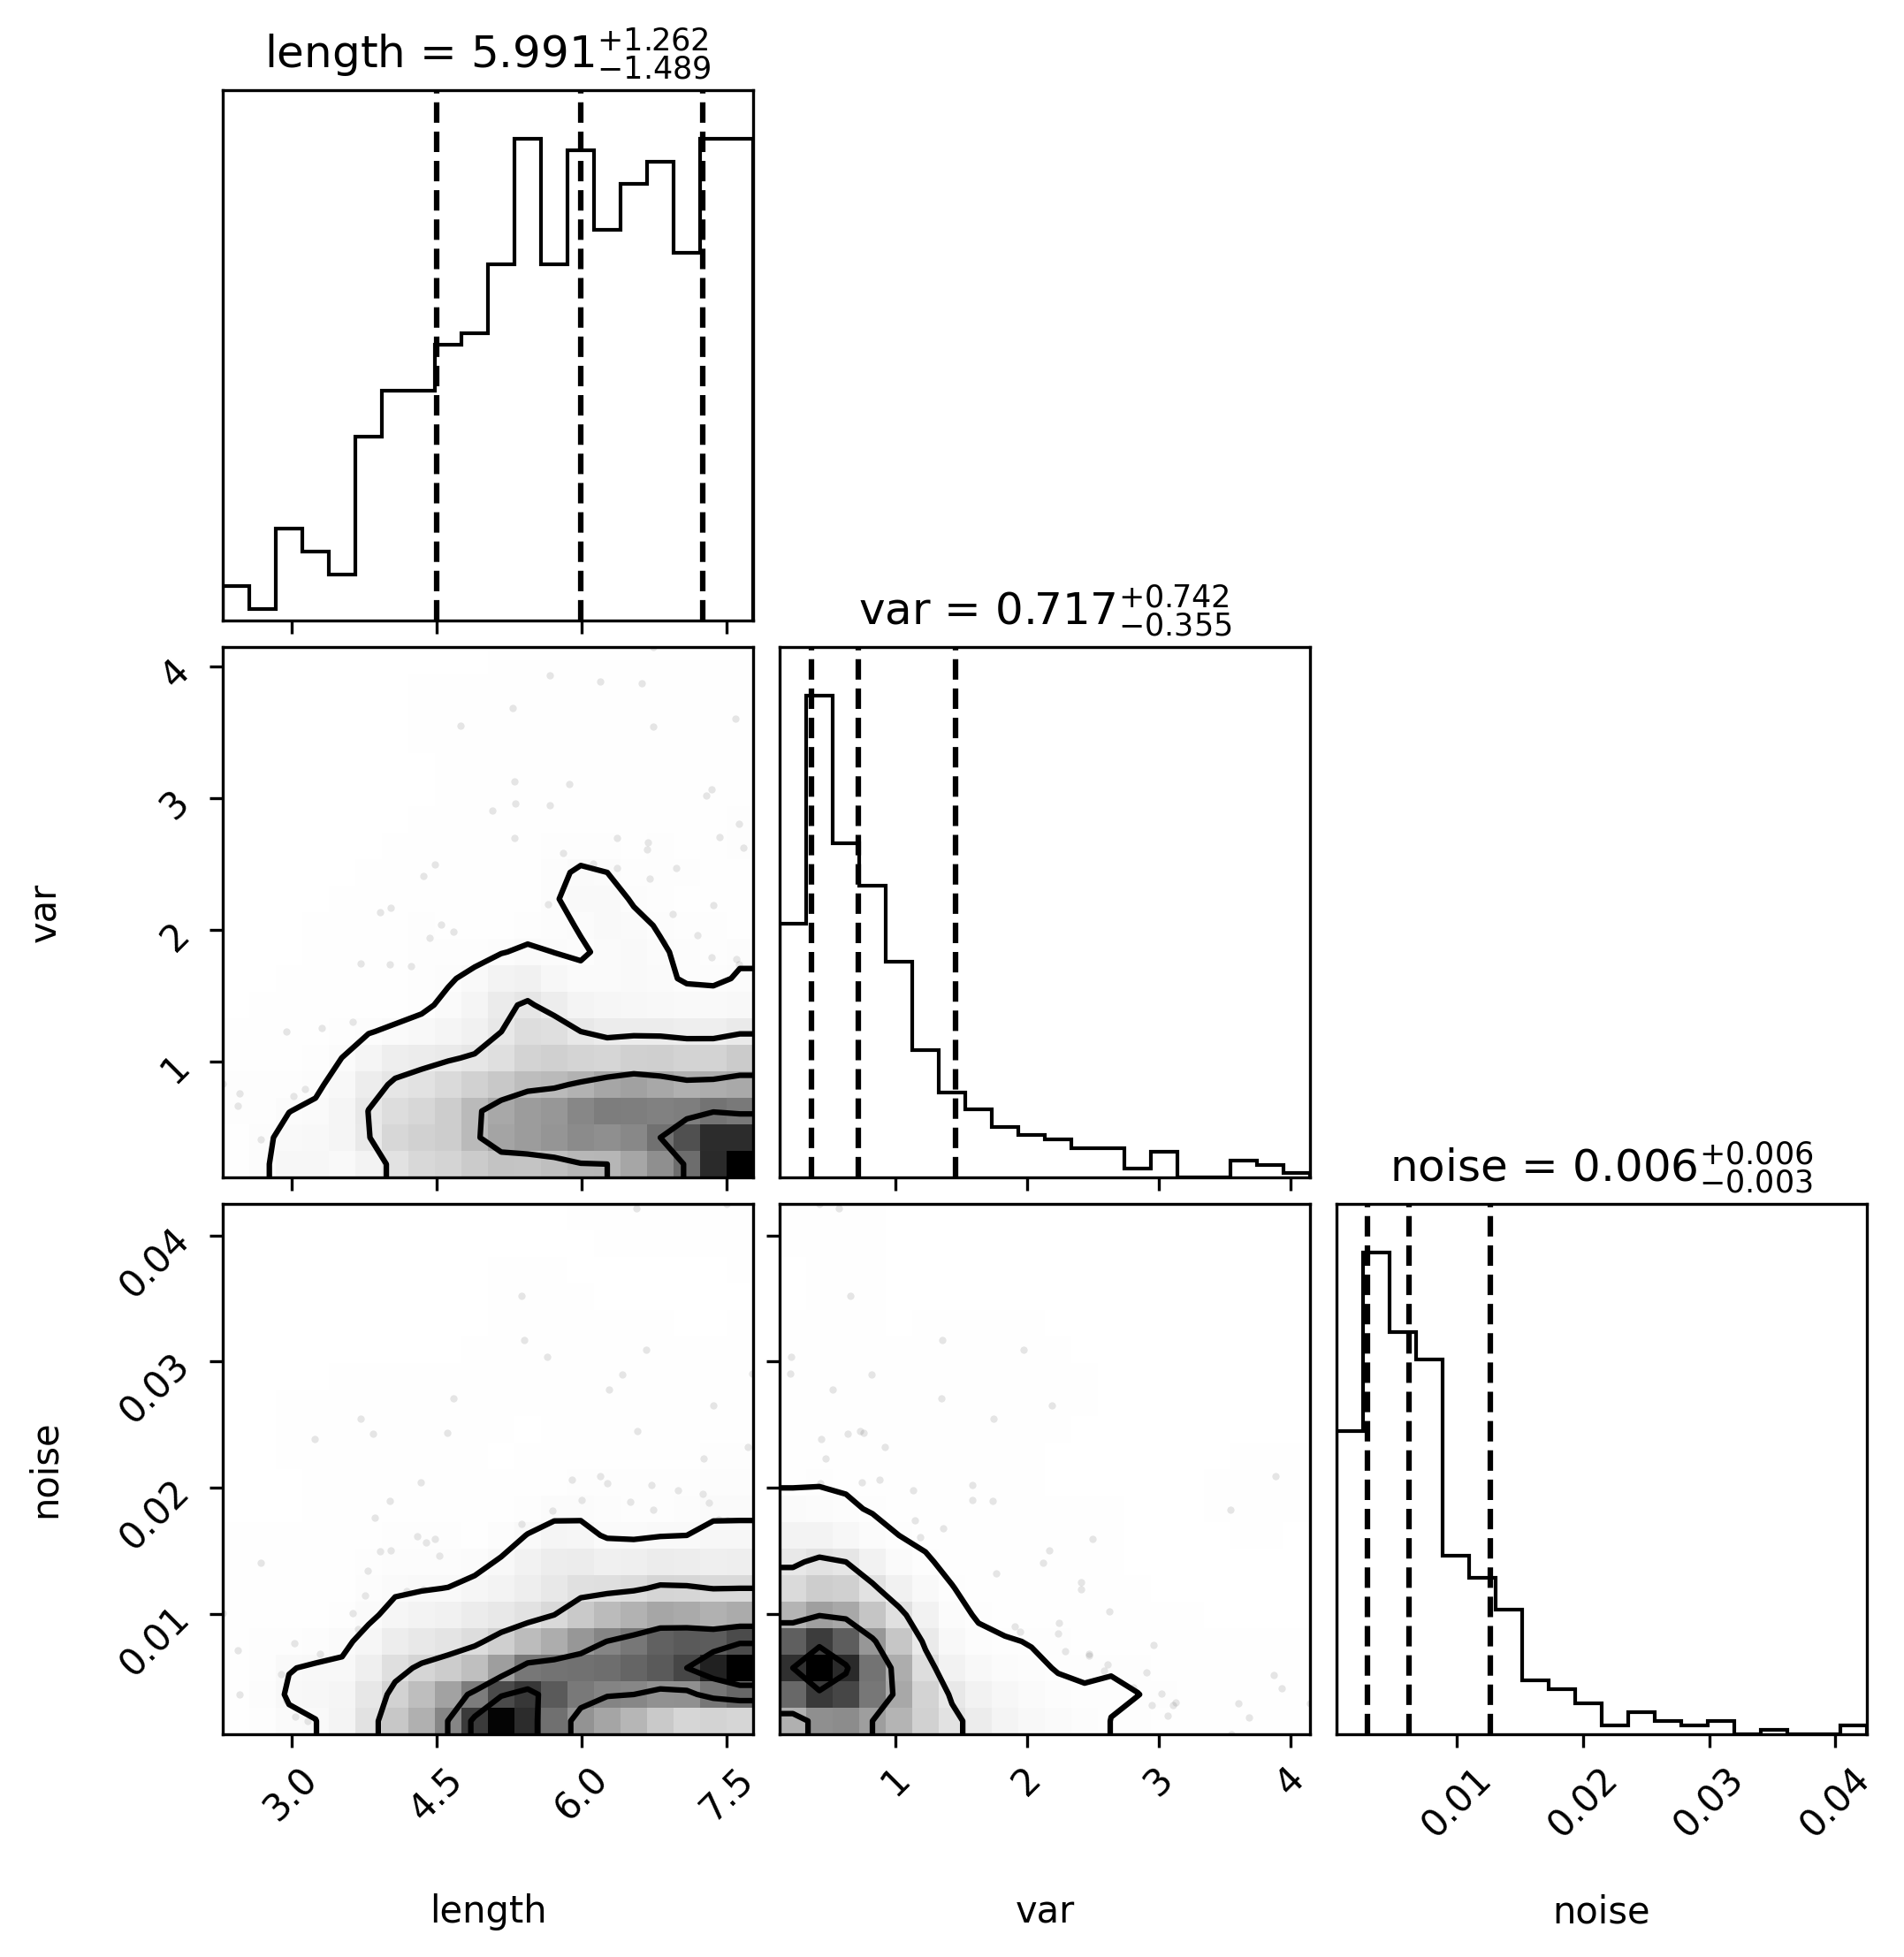 length = 5.991 +1.262 −1.489
var = 0.717 +0.742 −0.355
4
3
2
1
var
noise = 0.006 +0.006 −0.003
0.04
0.03
0.02
0.01
noise
3.0 4.5 6.0 7.5 1 2 3 4 0.01 0.02 0.03 0.04
length var noise